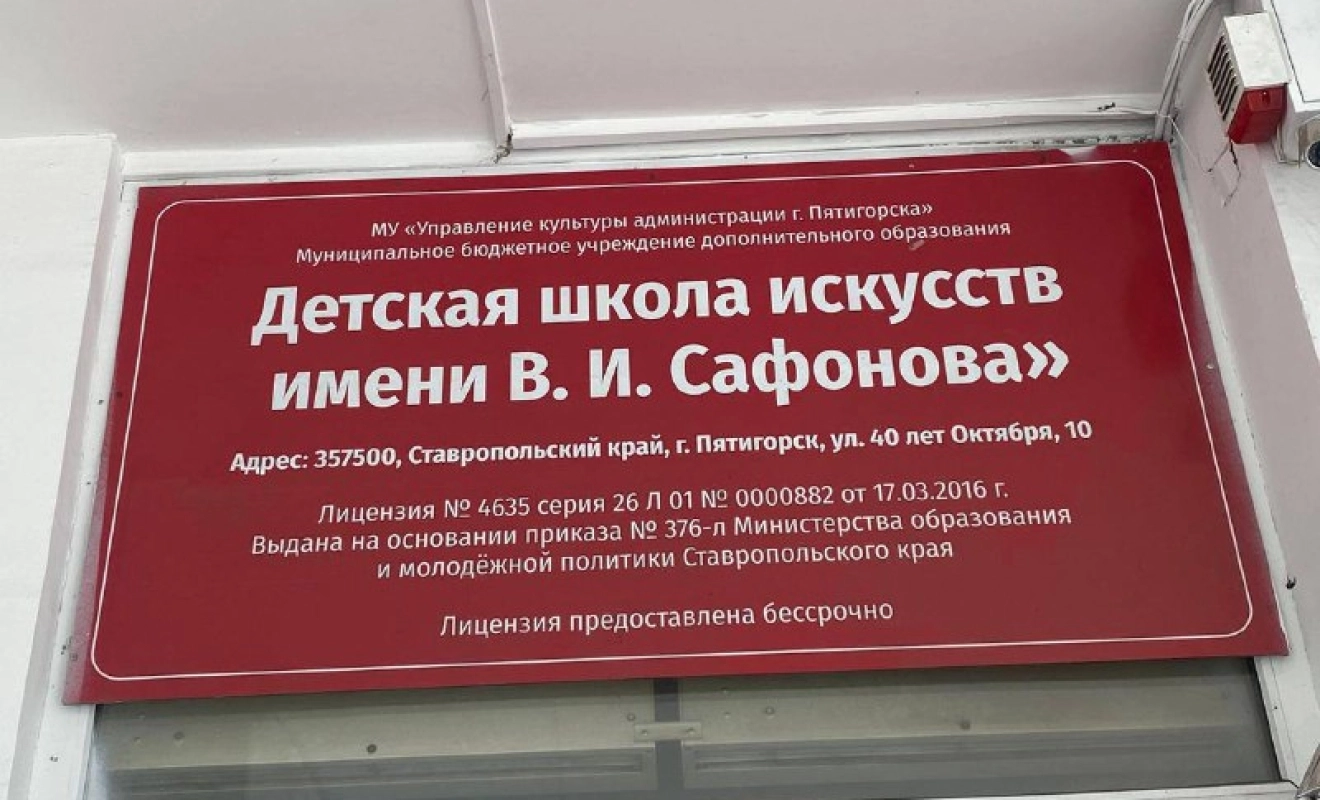 МУ «Управление культуры администрации г. Пятигорска»
Муниципальное бюджетное учреждение дополнительного образования
Детская школа искусств
имени В. И. Сафонова»
Адрес: 357500, Ставропольский край, г. Пятигорск, ул. 40 лет Октября, 10
Лицензия № 4635 серия 26 Л 01 № 0000882 от 17.03.2016 г.
Выдана на основании приказа № 376-л Министерства образования
и молодёжной политики Ставропольского края
Лицензия предоставлена бессрочно